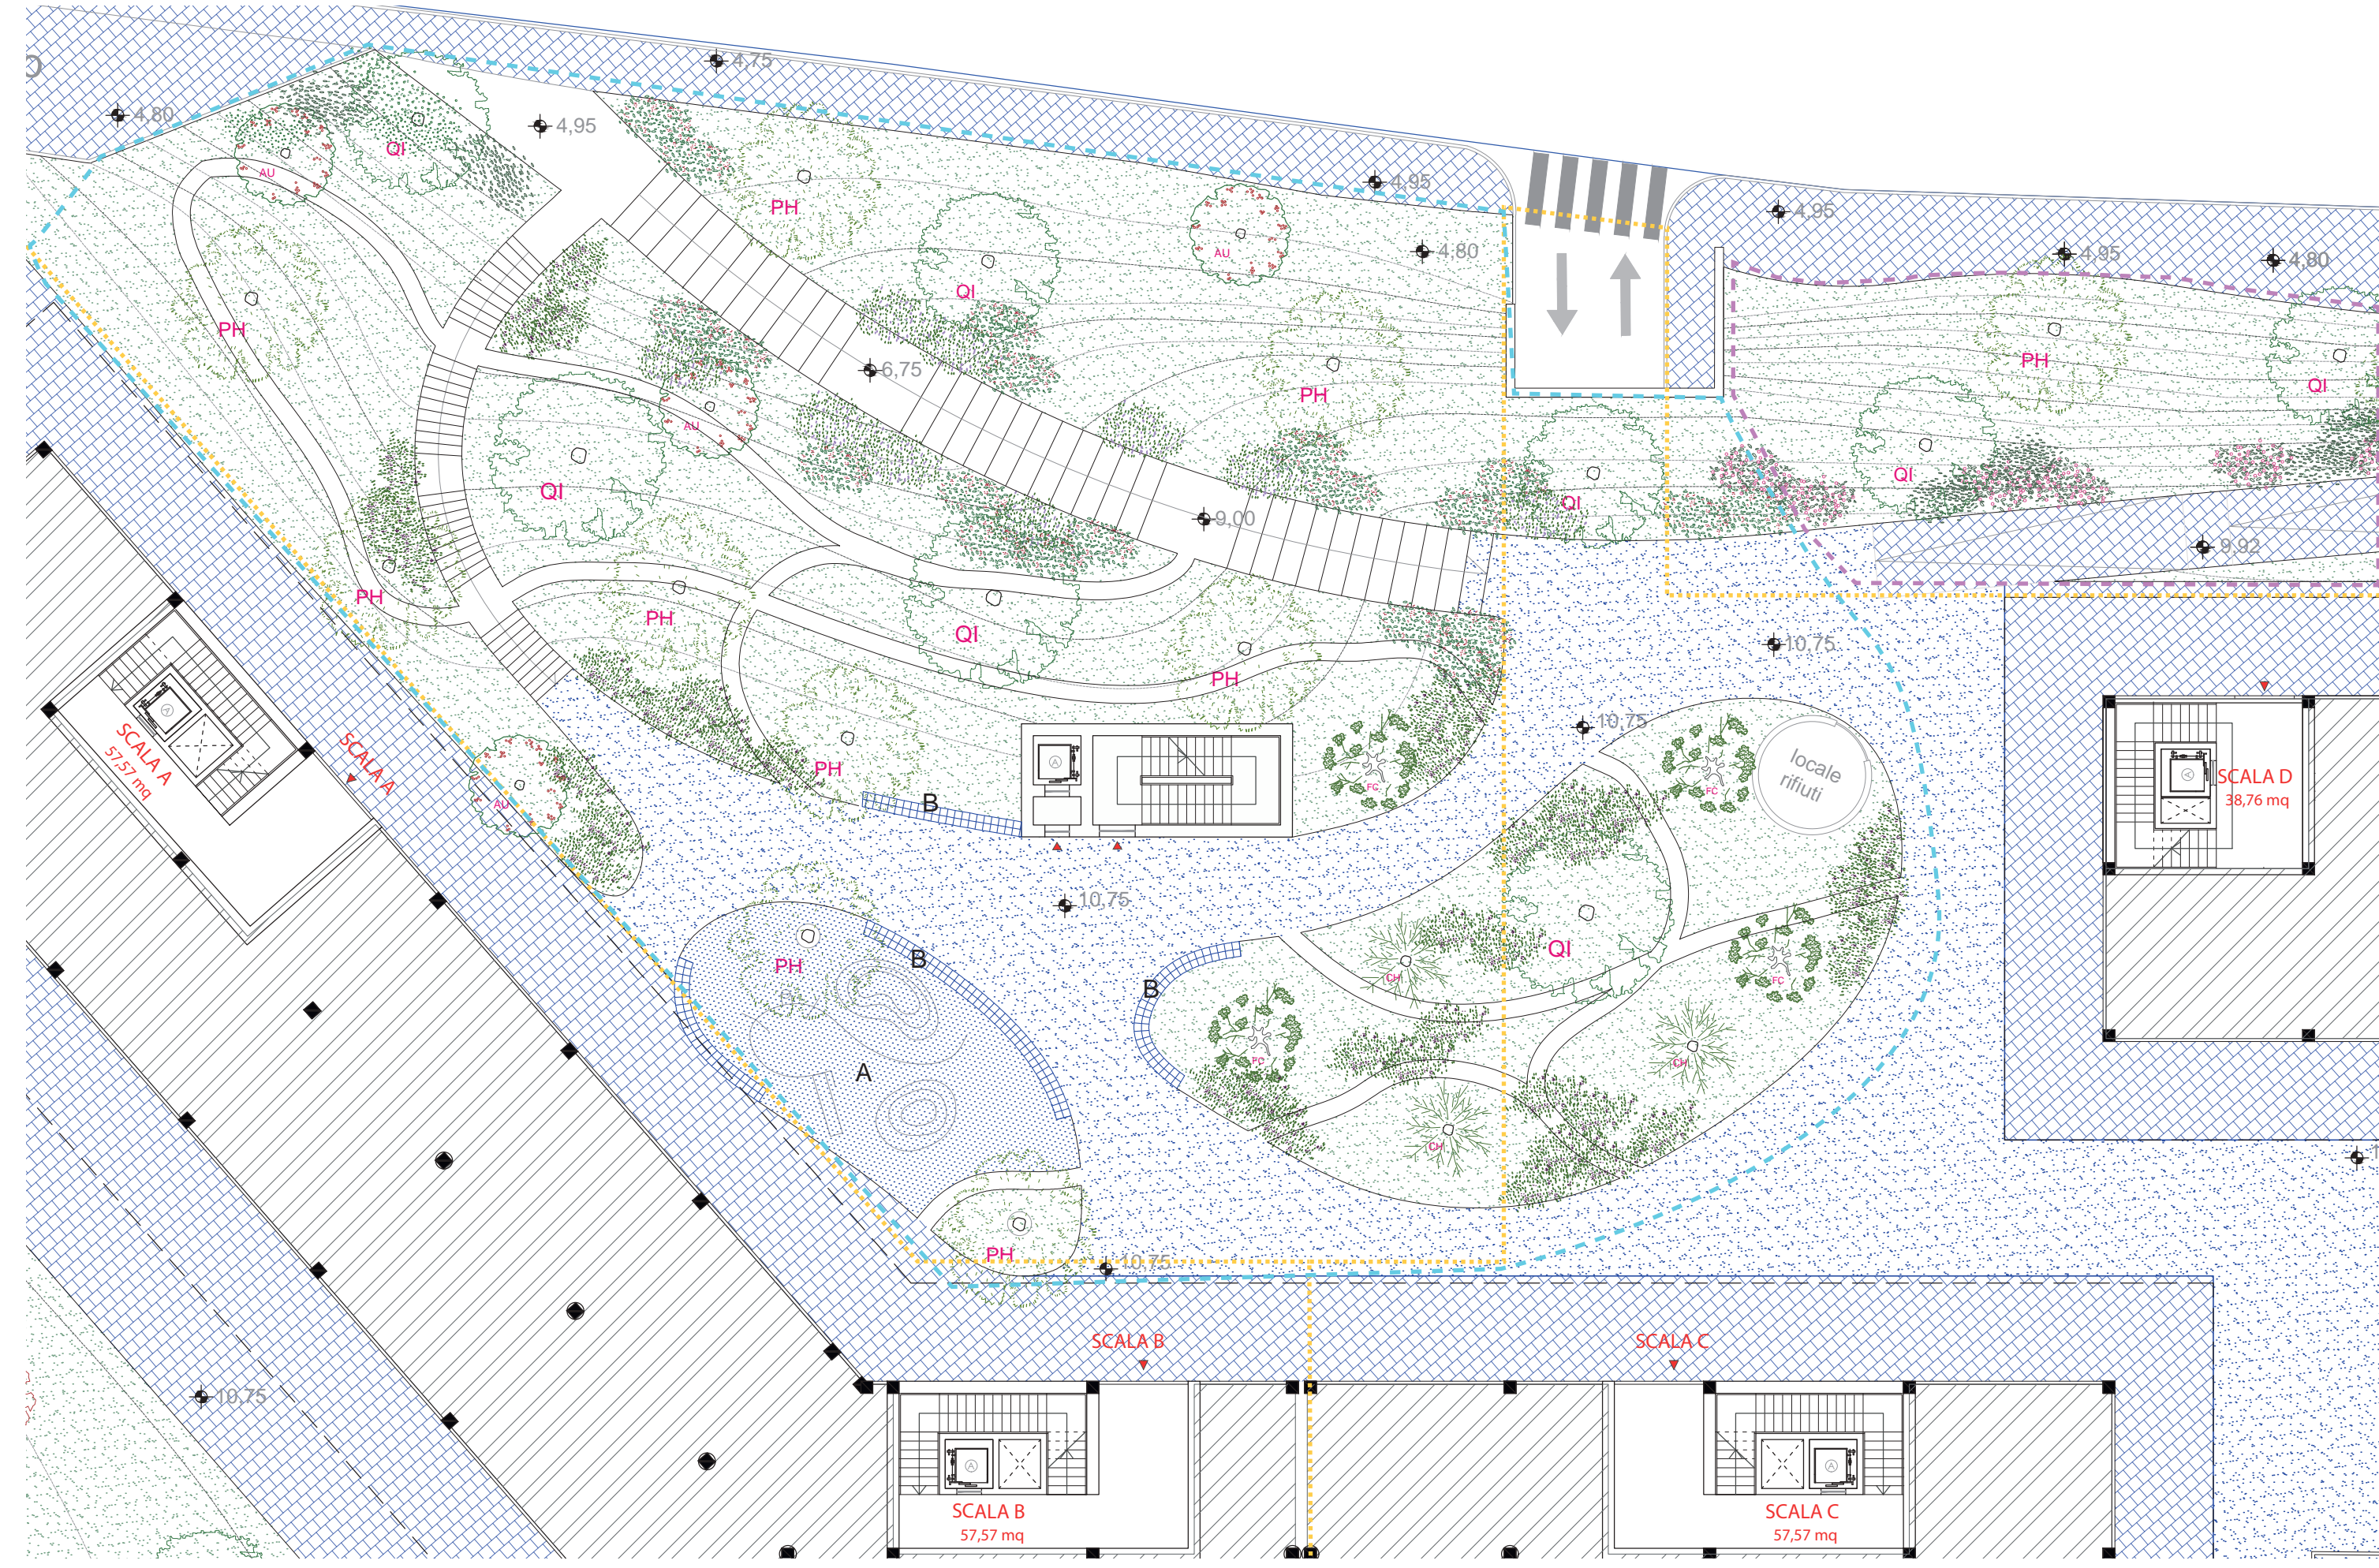 4,75
4,80
4,95
QI
AU
4,95
PH
4,95
AU
4,80
4,95
4,80
QI
PH
6,75
PH
QI
PH
AU
QI
QI
QI
9,00
9,92
PH
PH
QI
10,75
PH
10,75
SCALA A
57,57 mq
SCALA A
A
PH
A
locale
rifiuti
FC
FC
A
SCALA D
38,76 mq
AU
B
10,75
B
QI
PH
CH
FC
B
FC
A
CH
CH
PH
10,75
SCALA B
SCALA C
10,75
A
A
SCALA B
57,57 mq
SCALA C
57,57 mq